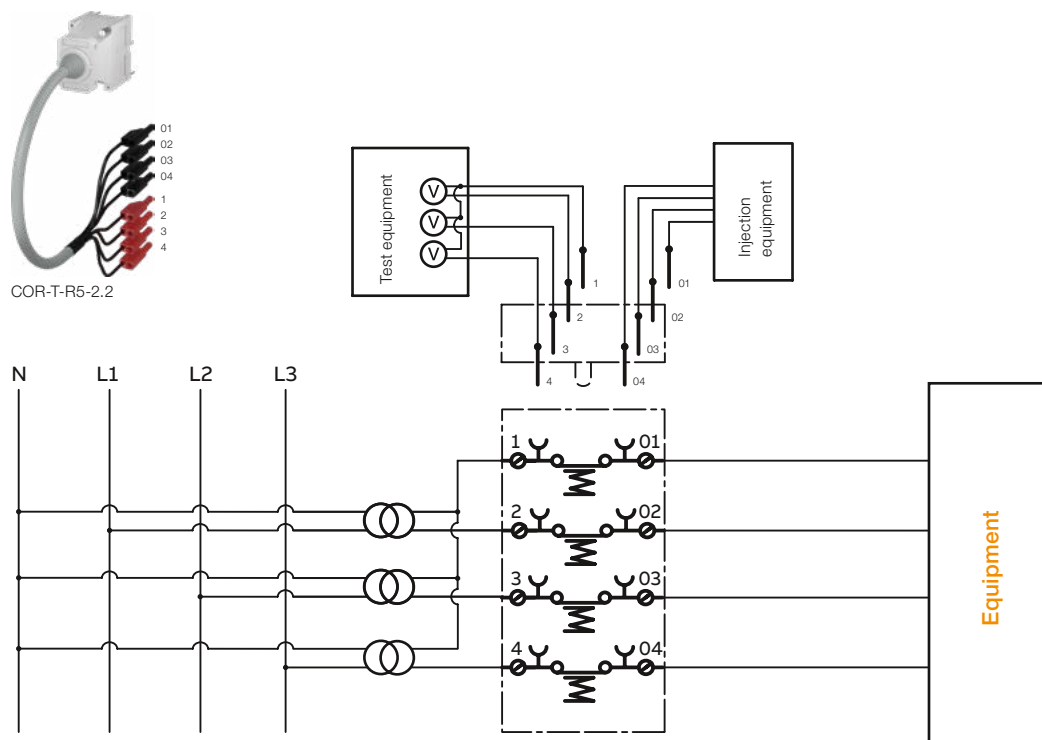 01
02
03
04
1
2
3
4
COR-T-R5-2.2
Test equipment
V
V
V
Injection
equipment
1
2
3
4
01
02
03
04
N L1 L2 L3
1 01
2 02
3 03
4 04
Equipment